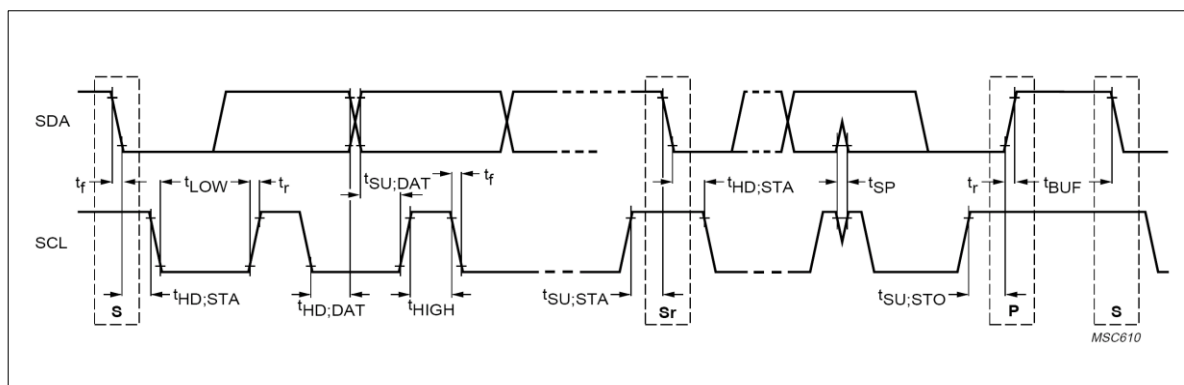 SDA
t_f t_LOW t_r t_SU;DAT t_f t_HD;STA t_SP t_r t_BUF
SCL
t_HD;STA t_HD;DAT t_HIGH t_SU;STA t_SU;STO
S Sr P S
MSC610